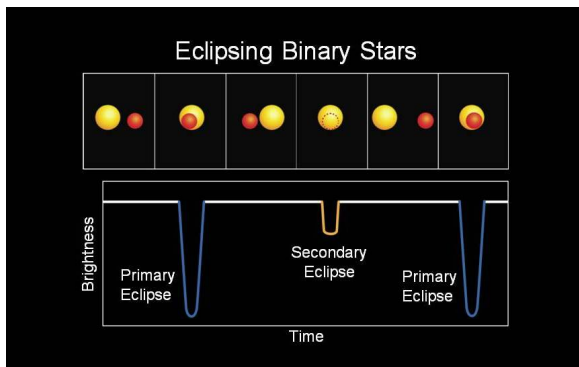 Eclipsing Binary Stars
Brightness
Primary
Eclipse
Secondary
Eclipse
Primary
Eclipse
Time